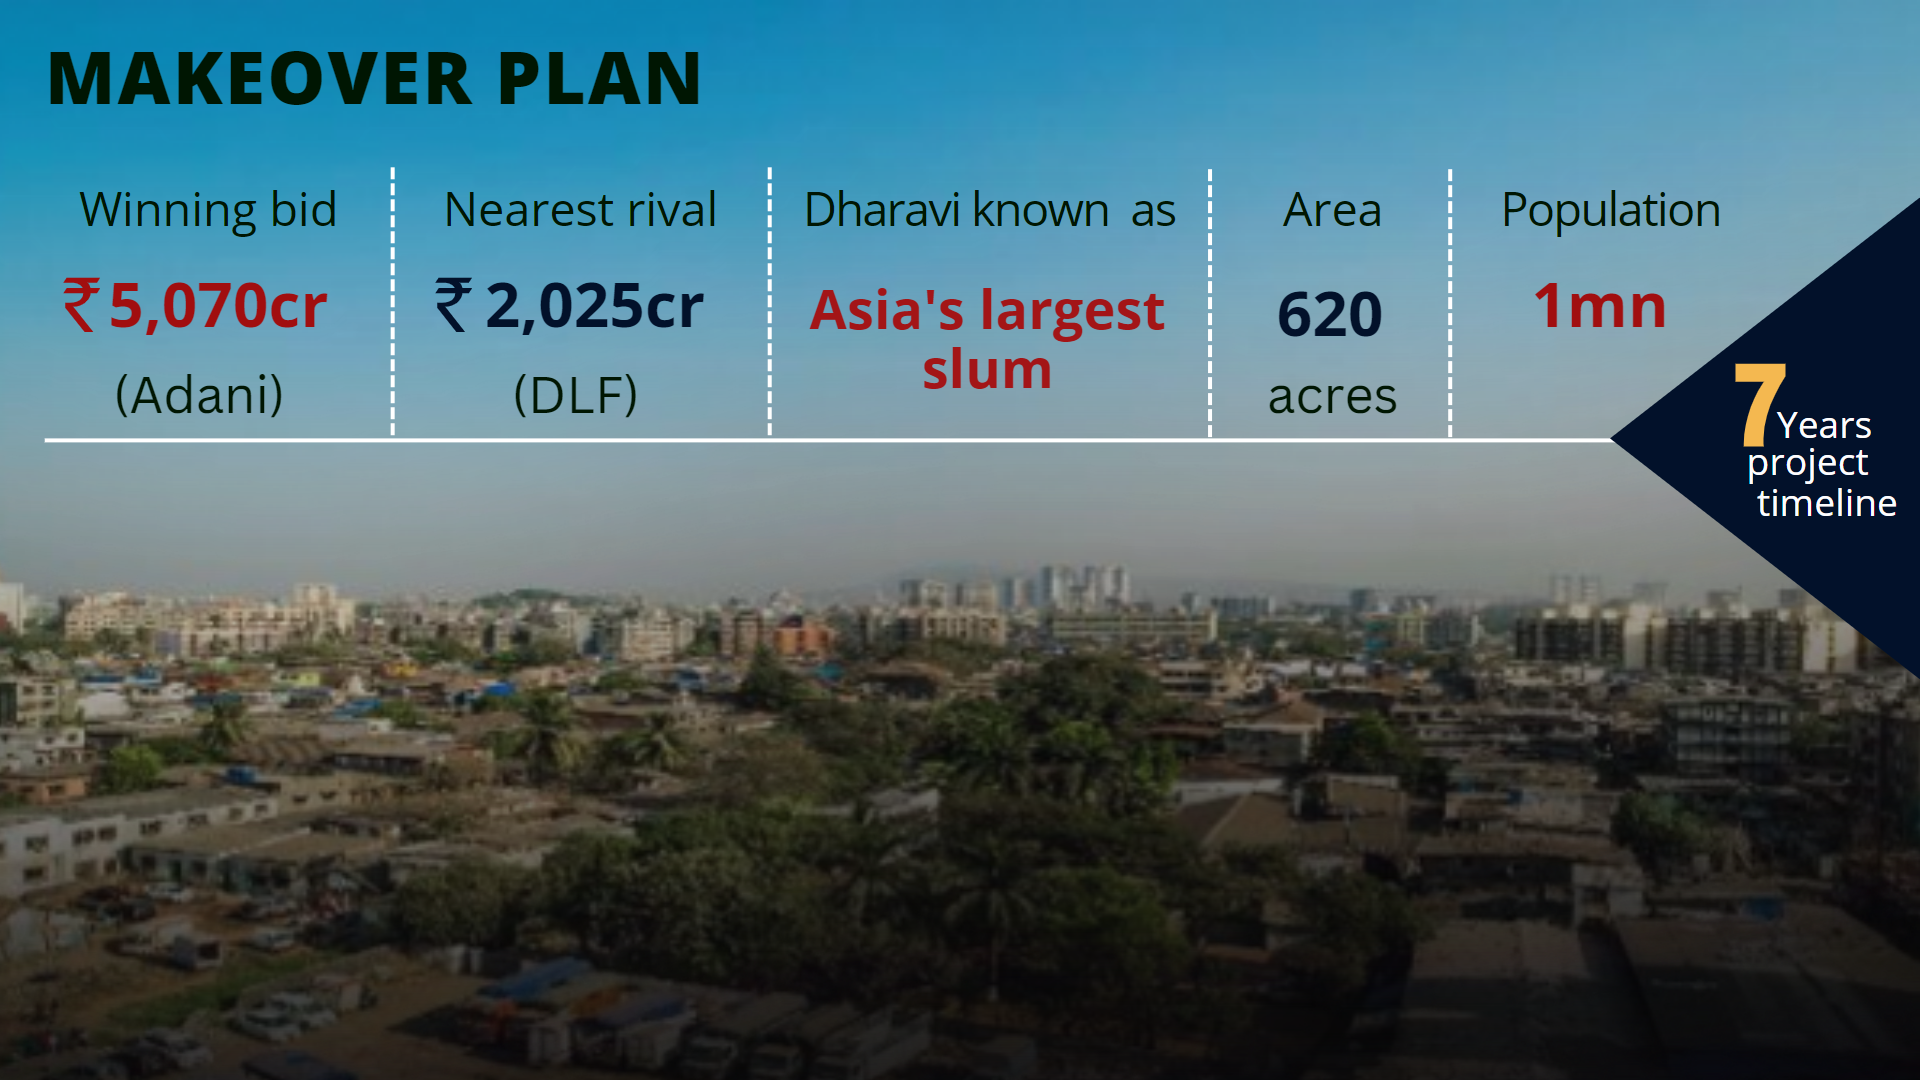 MAKEOVER PLAN
Winning bid
₹5,070cr
(Adani)
Nearest rival
₹ 2,025cr
(DLF)
Dharavi known as
Asia's largest
slum
Area
620
acres
Population
1mn
7 Years
project
timeline